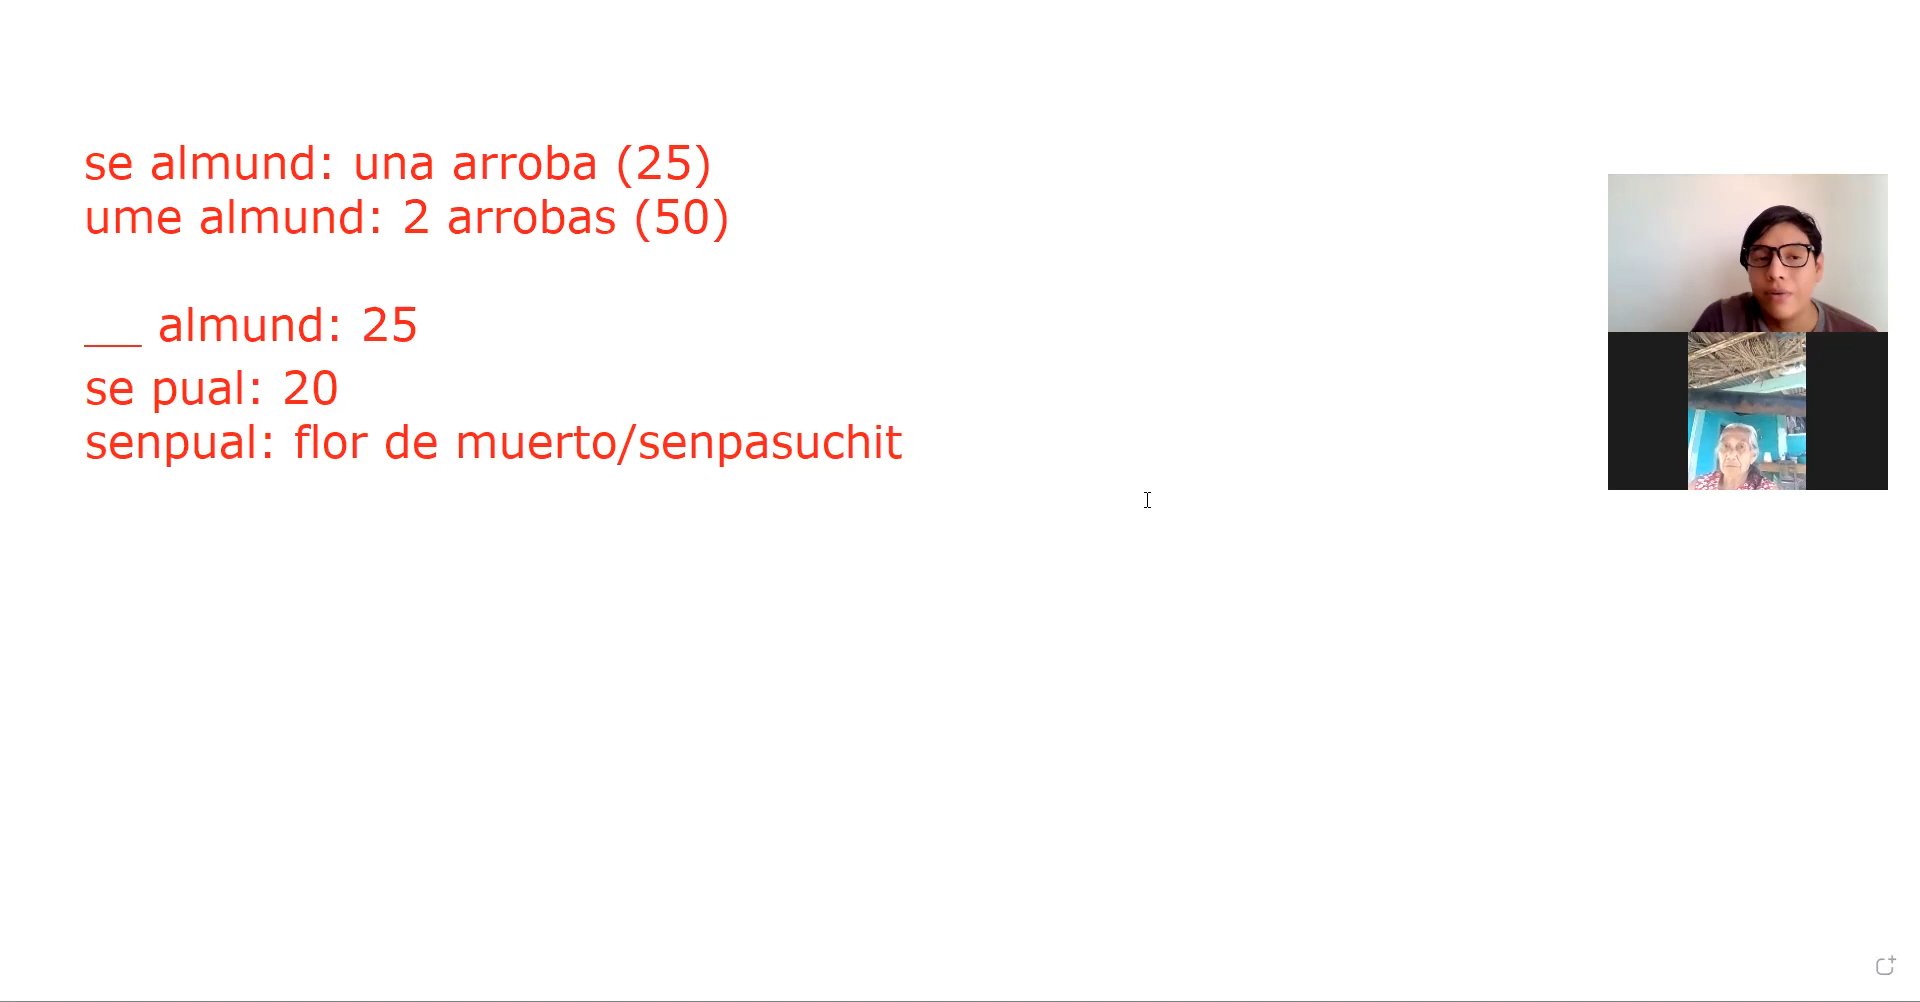 se almund: una arroba (25)
ume almund: 2 arrobas (50)
___ almund: 25
se pual: 20
senpual: flor de muerto/senpasuchit